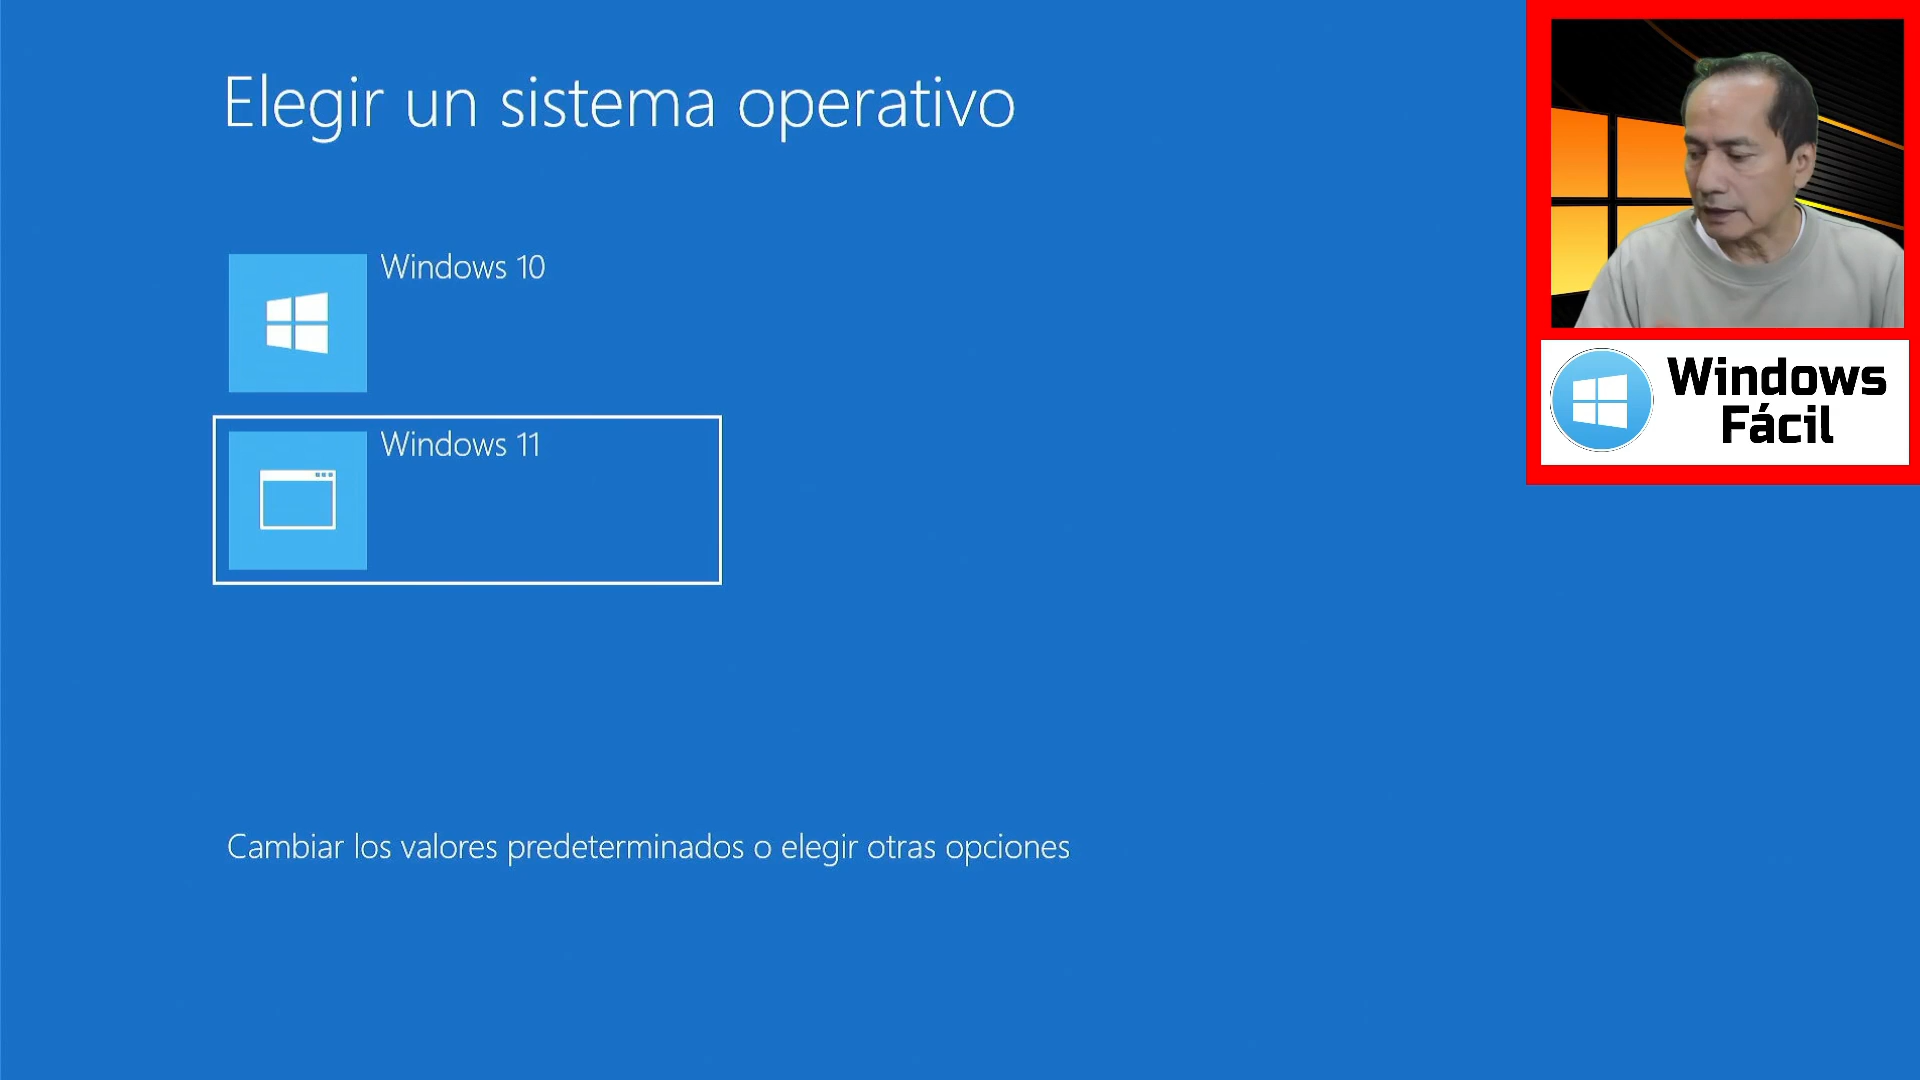 Elegir un sistema operativo
Windows 10
Windows 11
Cambiar los valores predeterminados o elegir otras opciones
Windows
Fácil